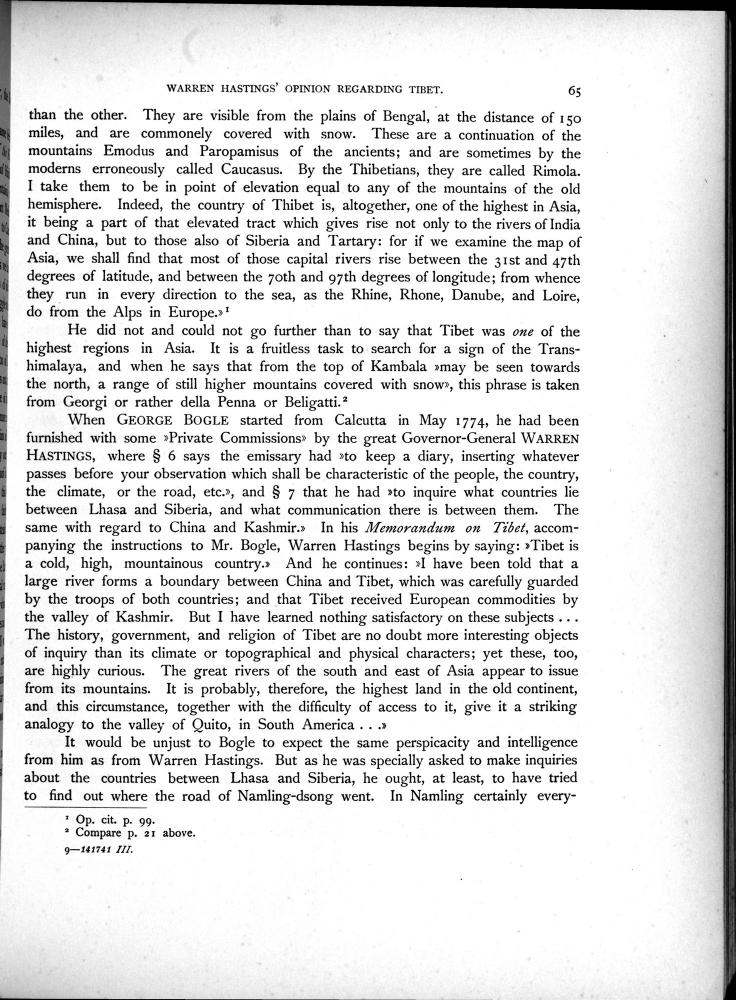 WARREN HASTINGS' OPINION REGARDING TIBET. 65
than the other. They are visible from the plains of Bengal, at the distance of 150
miles, and are commonely covered with snow. These are a continuation of the
mountains Emodus and Paropamisus of the ancients; and are sometimes by the
moderns erroneously called Caucasus. By the Thibetians, they are called Rimola.
I take them to be in point of elevation equal to any of the mountains of the old
hemisphere. Indeed, the country of Thibet is, altogether, one of the highest in Asia,
it being a part of that elevated tract which gives rise not only to the rivers of India
and China, but to those also of Siberia and Tartary: for if we examine the map of
Asia, we shall find that most of those capital rivers rise between the 31st and 47th
degrees of latitude, and between the 70th and 97th degrees of longitude; from whence
they run in every direction to the sea, as the Rhine, Rhone, Danube, and Loire,
do from the Alps in Europe.»¹
He did not and could not go further than to say that Tibet was one of the
highest regions in Asia. It is a fruitless task to search for a sign of the Trans-
himalaya, and when he says that from the top of Kambala »may be seen towards
the north, a range of still higher mountains covered with snow», this phrase is taken
from Georgi or rather della Penna or Beligatti.²
When GEORGE BOGLE started from Calcutta in May 1774, he had been
furnished with some »Private Commissions» by the great Governor-General WARREN
HASTINGS, where § 6 says the emissary had »to keep a diary, inserting whatever
passes before your observation which shall be characteristic of the people, the country,
the climate, or the road, etc.», and § 7 that he had »to inquire what countries lie
between Lhasa and Siberia, and what communication there is between them. The
same with regard to China and Kashmir.» In his Memorandum on Tibet, accom-
panying the instructions to Mr. Bogle, Warren Hastings begins by saying: »Tibet is
a cold, high, mountainous country.» And he continues: »I have been told that a
large river forms a boundary between China and Tibet, which was carefully guarded
by the troops of both countries; and that Tibet received European commodities by
the valley of Kashmir. But I have learned nothing satisfactory on these subjects . . .
The history, government, and religion of Tibet are no doubt more interesting objects
of inquiry than its climate or topographical and physical characters; yet these, too,
are highly curious. The great rivers of the south and east of Asia appear to issue
from its mountains. It is probably, therefore, the highest land in the old continent,
and this circumstance, together with the difficulty of access to it, give it a striking
analogy to the valley of Quito, in South America . . .»
It would be unjust to Bogle to expect the same perspicacity and intelligence
from him as from Warren Hastings. But as he was specially asked to make inquiries
about the countries between Lhasa and Siberia, he ought, at least, to have tried
to find out where the road of Namling-dsong went. In Namling certainly every-
¹ Op. cit. p. 99.
² Compare p. 21 above.
9—141741 III.